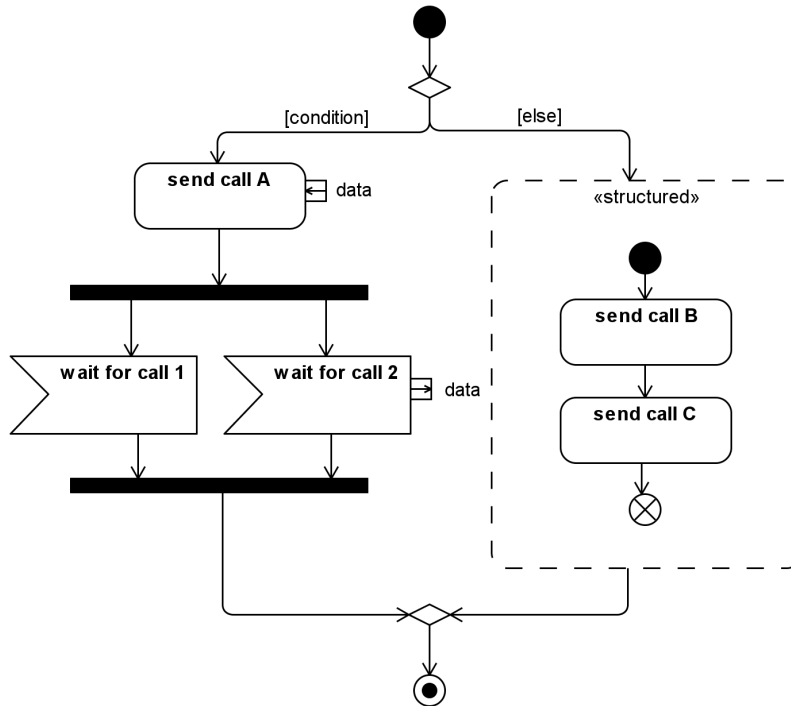 [condition]
[else]
send call A
data
«structured»
send call B
wait for call 1
wait for call 2
data
send call C